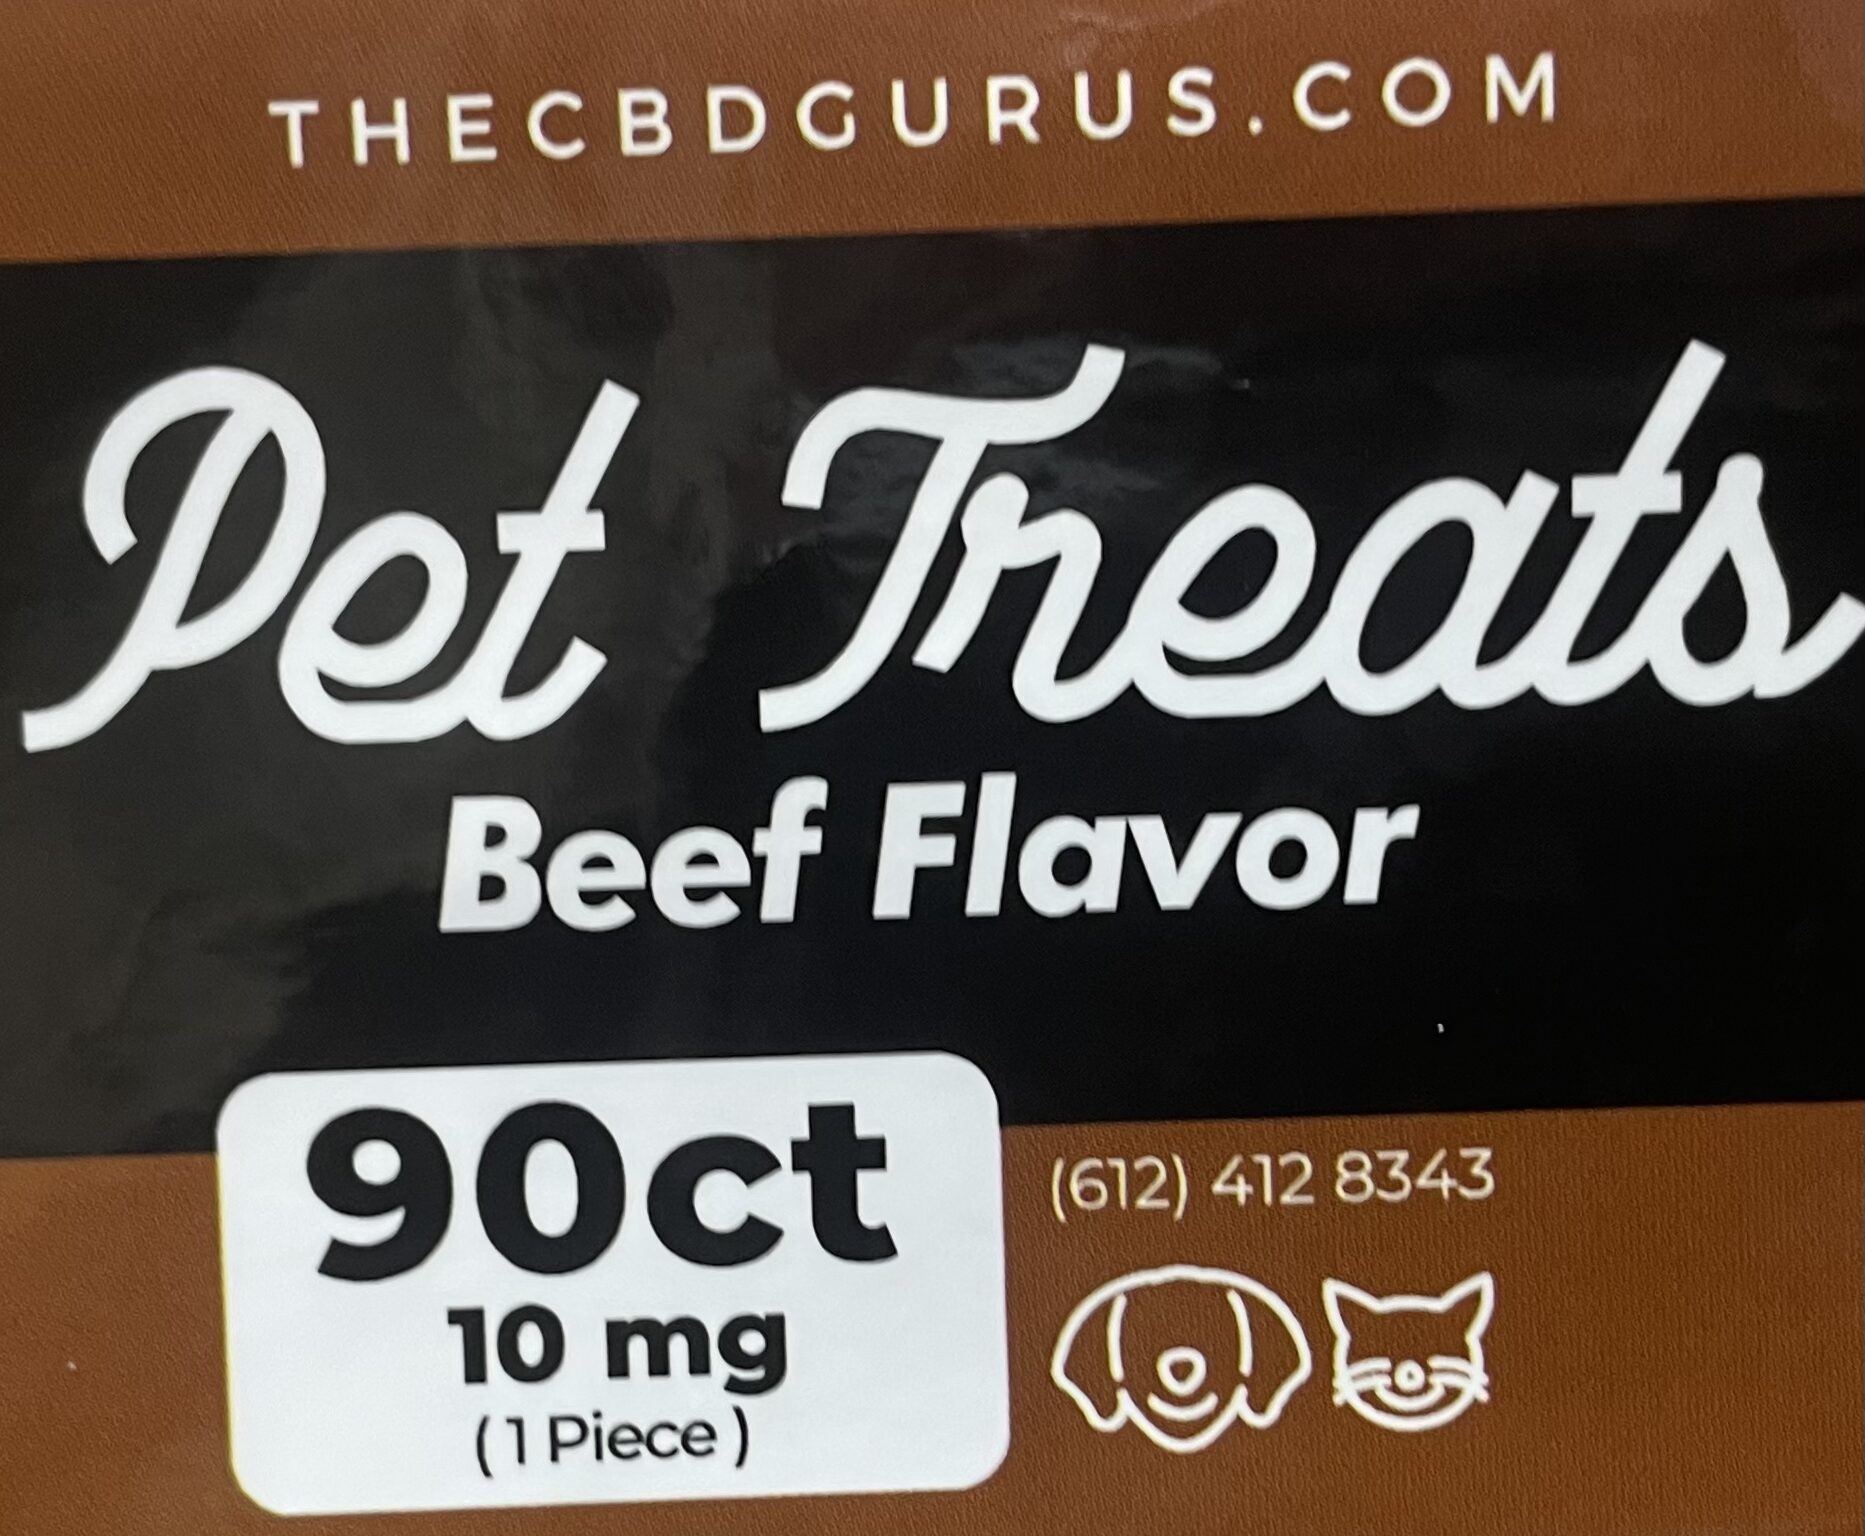 THECBDGURUS.COM
Pet Treats
Beef Flavor
90ct
10 mg
( 1 Piece )
(612) 412 8343